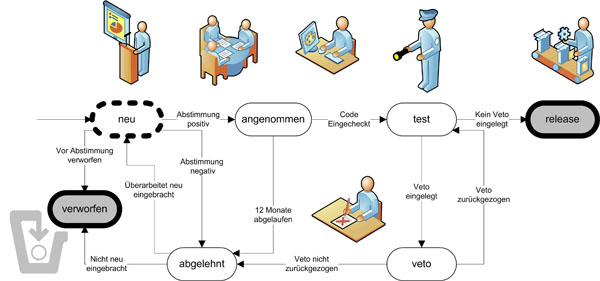 neu
Abstimmung
positiv
angenommen
Code
Eingecheckt
test
Kein Veto
eingelegt
release
Vor Abstimmung
verworfen
Abstimmung
negativ
Überarbeitet neu
eingebracht
12 Monate
abgelaufen
Veto
eingelegt
Veto
zurückgezogen
verworfen
Nicht neu
eingebracht
abgelehnt
Veto nicht
zurückgezogen
veto